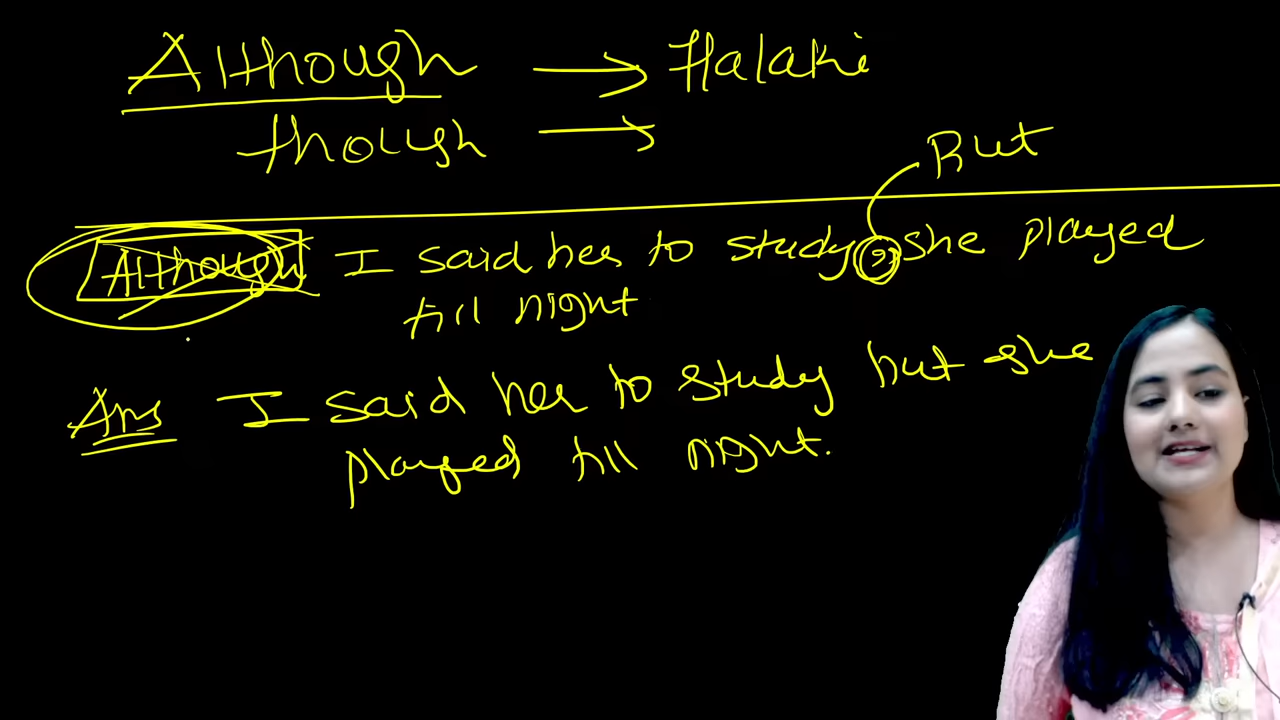 Although → Halaki
though →
But
Although I said her to study, she played
till night
Ans I said her to study but she
played till night.